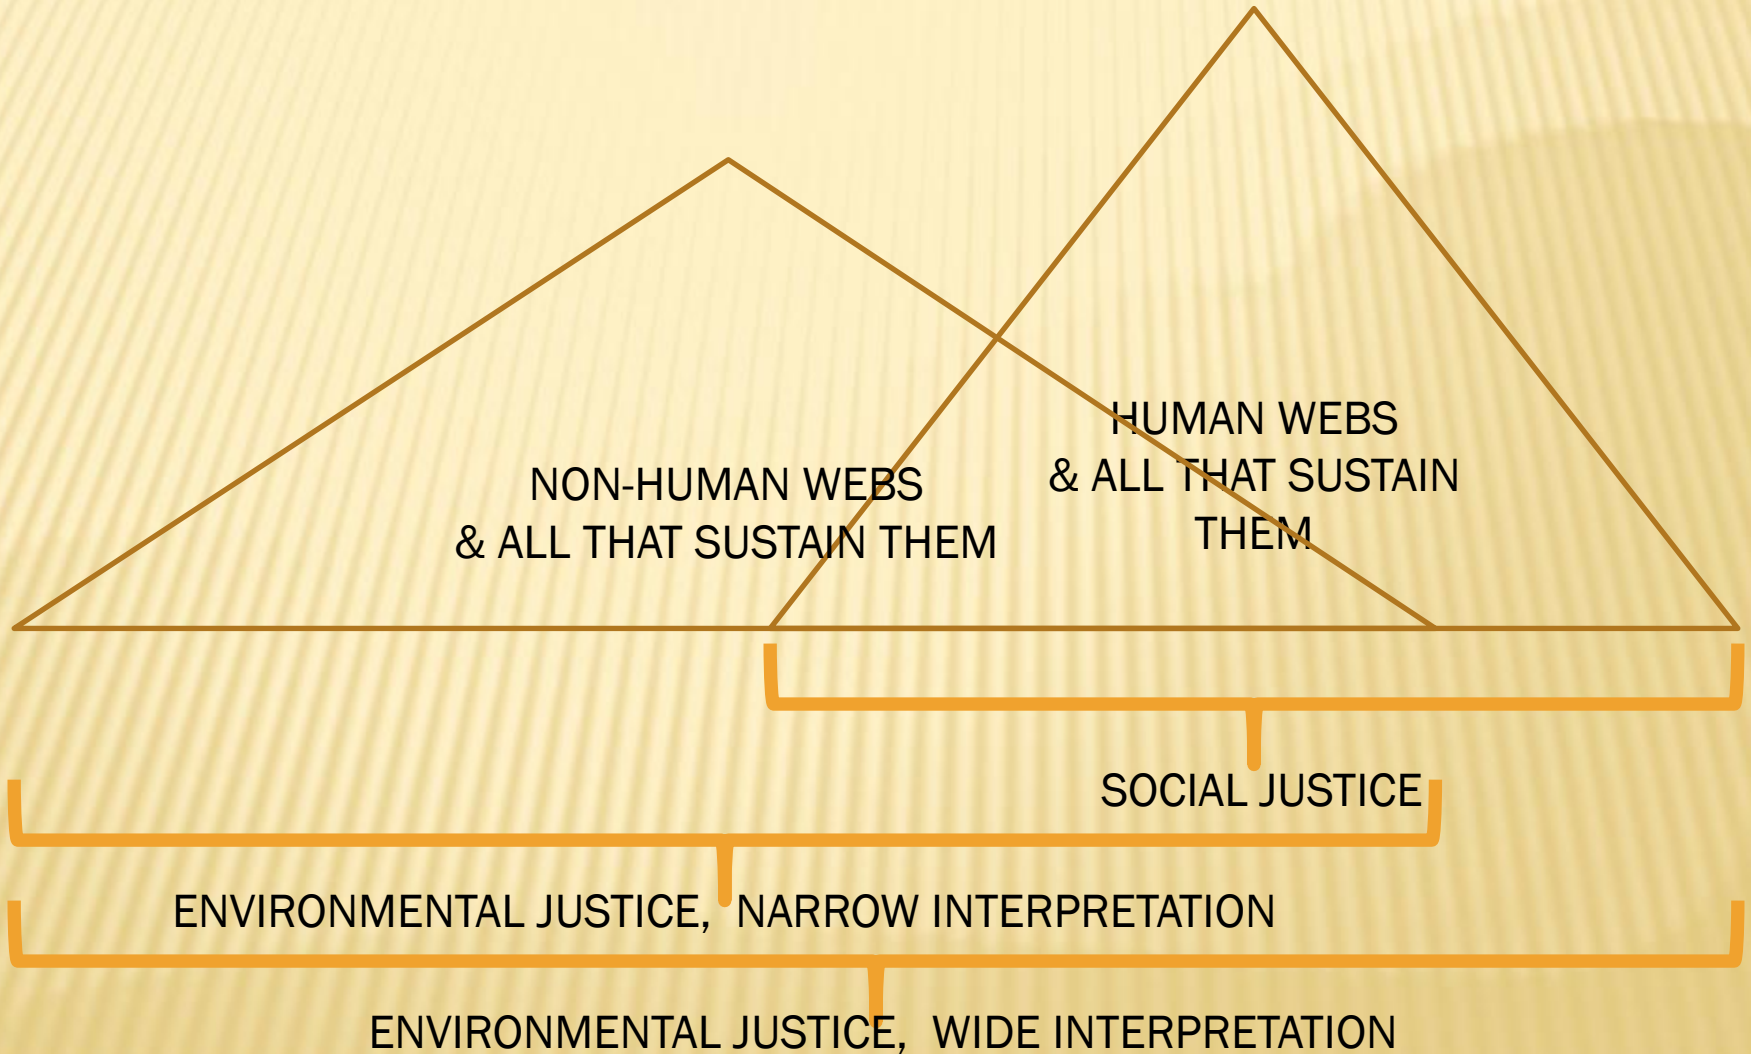 NON-HUMAN WEBS
& ALL THAT SUSTAIN THEM
HUMAN WEBS
& ALL THAT SUSTAIN
THEM
SOCIAL JUSTICE
ENVIRONMENTAL JUSTICE, NARROW INTERPRETATION
ENVIRONMENTAL JUSTICE, WIDE INTERPRETATION